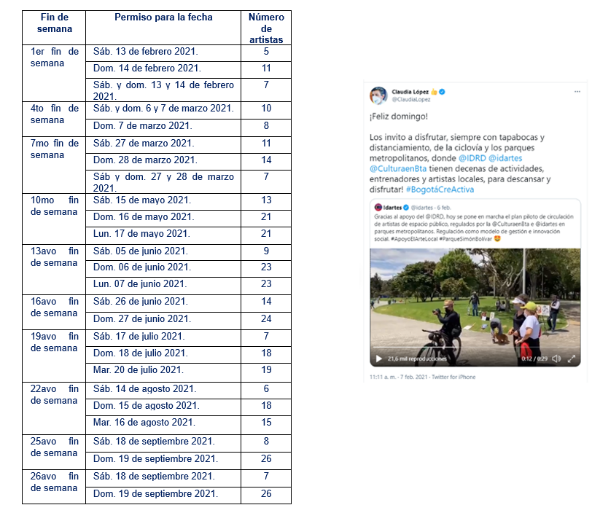 Fin de semana Permiso para la fecha Número de artistas
1er fin de semana Sáb. 13 de febrero 2021. 5
Dom. 14 de febrero 2021. 11
Sáb. y dom. 13 y 14 de febrero 2021. 7
4to fin de semana Sáb. y dom. 6 y 7 de marzo 2021. 10
Dom. 7 de marzo 2021. 8
7mo fin de semana Sáb. 27 de marzo 2021. 11
Dom. 28 de marzo 2021. 14
Sáb y dom. 27 y 28 de marzo 2021. 7
10mo fin de semana Sáb. 15 de mayo 2021. 13
Dom. 16 de mayo 2021. 21
Lun. 17 de mayo 2021. 21
13avo fin de semana Sáb. 05 de junio 2021. 9
Dom. 06 de junio 2021. 23
Lun. 07 de junio 2021. 23
16avo fin de semana Sáb. 26 de junio 2021. 14
Dom. 27 de junio 2021. 24
19avo fin de semana Sáb. 17 de julio 2021. 7
Dom. 18 de julio 2021. 18
Mar. 20 de julio 2021. 19
22avo fin de semana Sáb. 14 de agosto 2021. 6
Dom. 15 de agosto 2021. 18
Mar. 16 de agosto 2021. 15
25avo fin de semana Sáb. 18 de septiembre 2021. 8
Dom. 19 de septiembre 2021. 26
26avo fin de semana Sáb. 18 de septiembre 2021. 7
Dom. 19 de septiembre 2021. 26
Claudia López
@ClaudiaLopez
¡Feliz domingo!
Los invito a disfrutar, siempre con tapabocas y
distanciamiento, de la ciclovía y los parques
metropolitanos, donde @IDRD @idartes
@CulturaenBta tienen decenas de actividades,
entrenadores y artistas locales, para descansar y
disfrutar! #BogotáCreActiva
Idartes @idartes · 6 feb.
Gracias al apoyo del @IDRD, hoy se pone en marcha el plan piloto de circulación
de artistas de espacio público, regulados por la @CulturaenBta e @idartes en
parques metropolitanos. Regulación como modelo de gestión e innovación
social. #ApoyoElArteLocal #ParqueSimónBolívar
21,6 mil reproducciones 0:12 / 0:29
11:11 a. m. · 7 feb. 2021 · Twitter for iPhone